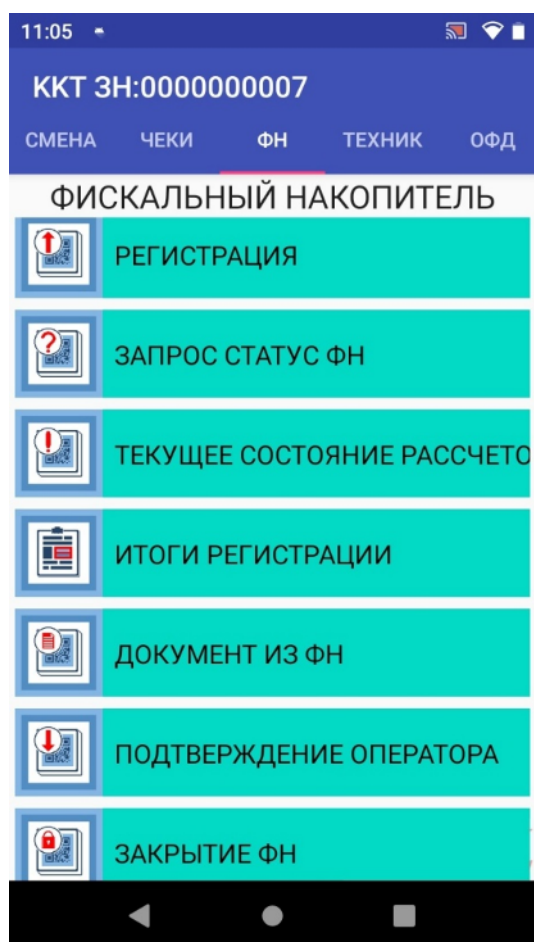 11:05
ККТ ЗН:0000000007
СМЕНА ЧЕКИ ФН ТЕХНИК ОФД
ФИСКАЛЬНЫЙ НАКОПИТЕЛЬ
РЕГИСТРАЦИЯ
ЗАПРОС СТАТУС ФН
ТЕКУЩЕЕ СОСТОЯНИЕ РАССЧЕТО
ИТОГИ РЕГИСТРАЦИИ
ДОКУМЕНТ ИЗ ФН
ПОДТВЕРЖДЕНИЕ ОПЕРАТОРА
ЗАКРЫТИЕ ФН